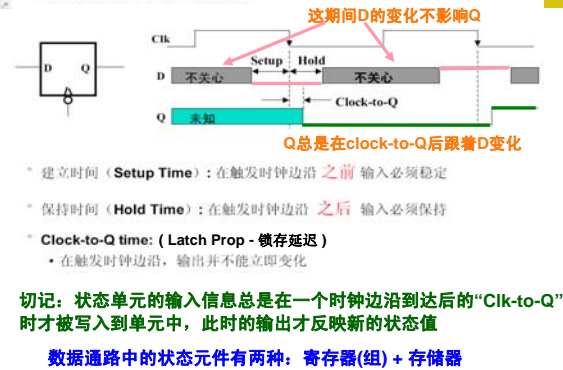 这期间D的变化不影响Q
Clk
Setup Hold
D 不关心 不关心
Clock-to-Q
Q 未知
D Q
Q总是在clock-to-Q后跟着D变化
建立时间（Setup Time）: 在触发时钟边沿 之前 输入必须稳定
保持时间（Hold Time）: 在触发时钟边沿 之后 输入必须保持
Clock-to-Q time: ( Latch Prop - 锁存延迟 )
• 在触发时钟边沿，输出并不能立即变化
切记：状态单元的输入信息总是在一个时钟边沿到达后的“Clk-to-Q”
时才被写入到单元中，此时的输出才反映新的状态值
数据通路中的状态元件有两种：寄存器(组) + 存储器